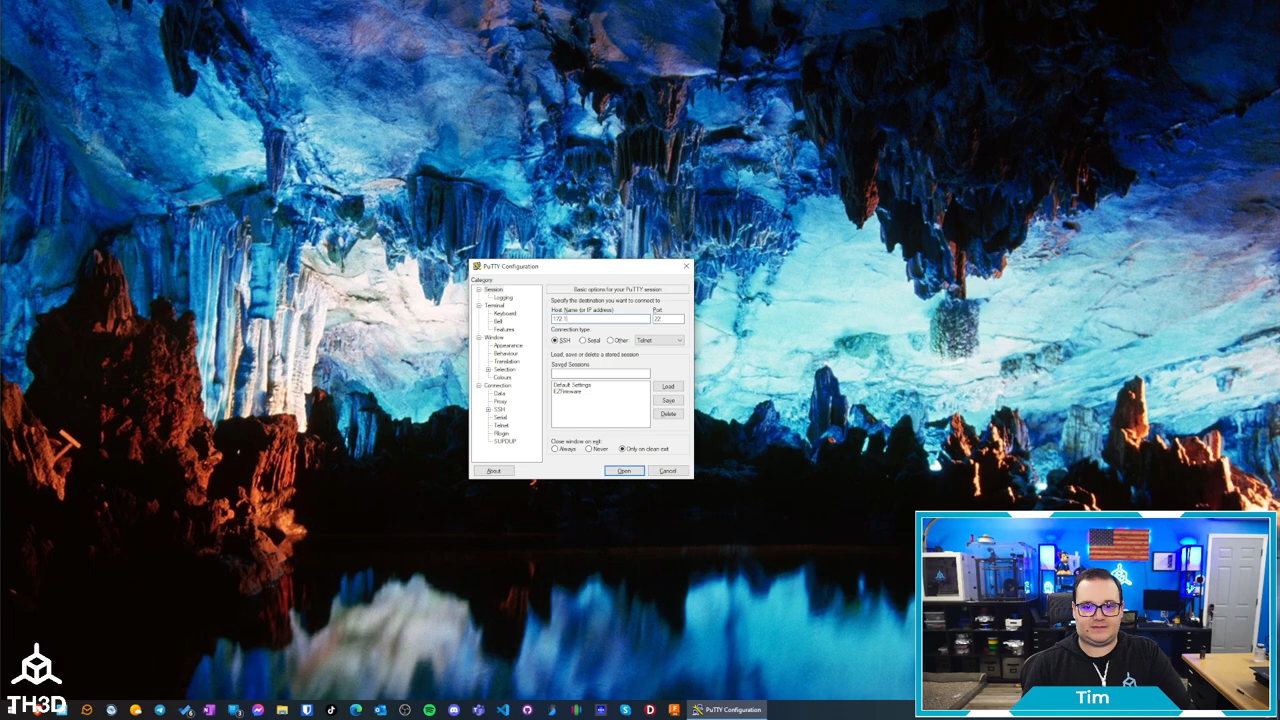 PuTTY Configuration
Category:
Session
Logging
Terminal
Keyboard
Bell
Features
Window
Appearance
Behaviour
Translation
Selection
Colours
Connection
Data
Proxy
SSH
Serial
Telnet
Rlogin
SUPDUP
Basic options for your PuTTY session
Specify the destination you want to connect to
Host Name (or IP address) Port
172.1 22
Connection type:
SSH Serial Other: Telnet
Load, save or delete a stored session
Saved Sessions
Default Settings
EZFirmware
Load
Save
Delete
Close window on exit:
Always Never Only on clean exit
About Open Cancel
TH3D
Tim
PuTTY Configuration